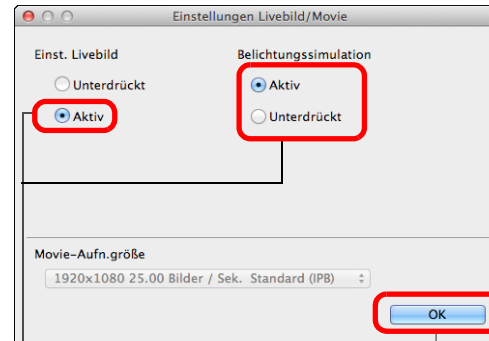 Einstellungen Livebild/Movie
Einst. Livebild
Unterdrückt
Aktiv
Belichtungssimulation
Aktiv
Unterdrückt
Movie-Aufn.größe
1920x1080 25.00 Bilder / Sek. Standard (IPB)
OK